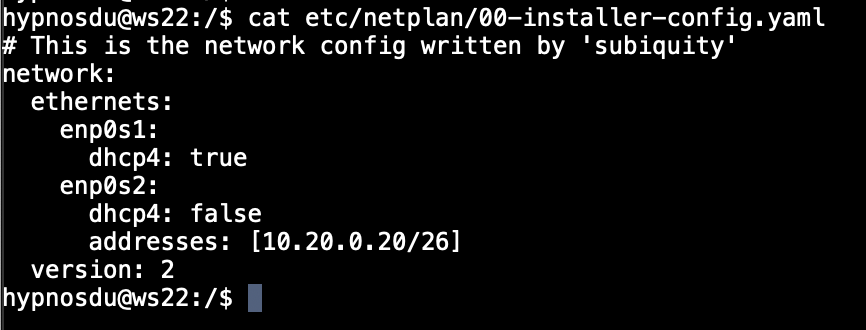 hypnosdu@ws22:/$ cat etc/netplan/00-installer-config.yaml
# This is the network config written by 'subiquity'
network:
  ethernets:
    enp0s1:
      dhcp4: true
    enp0s2:
      dhcp4: false
      addresses: [10.20.0.20/26]
  version: 2
hypnosdu@ws22:/$